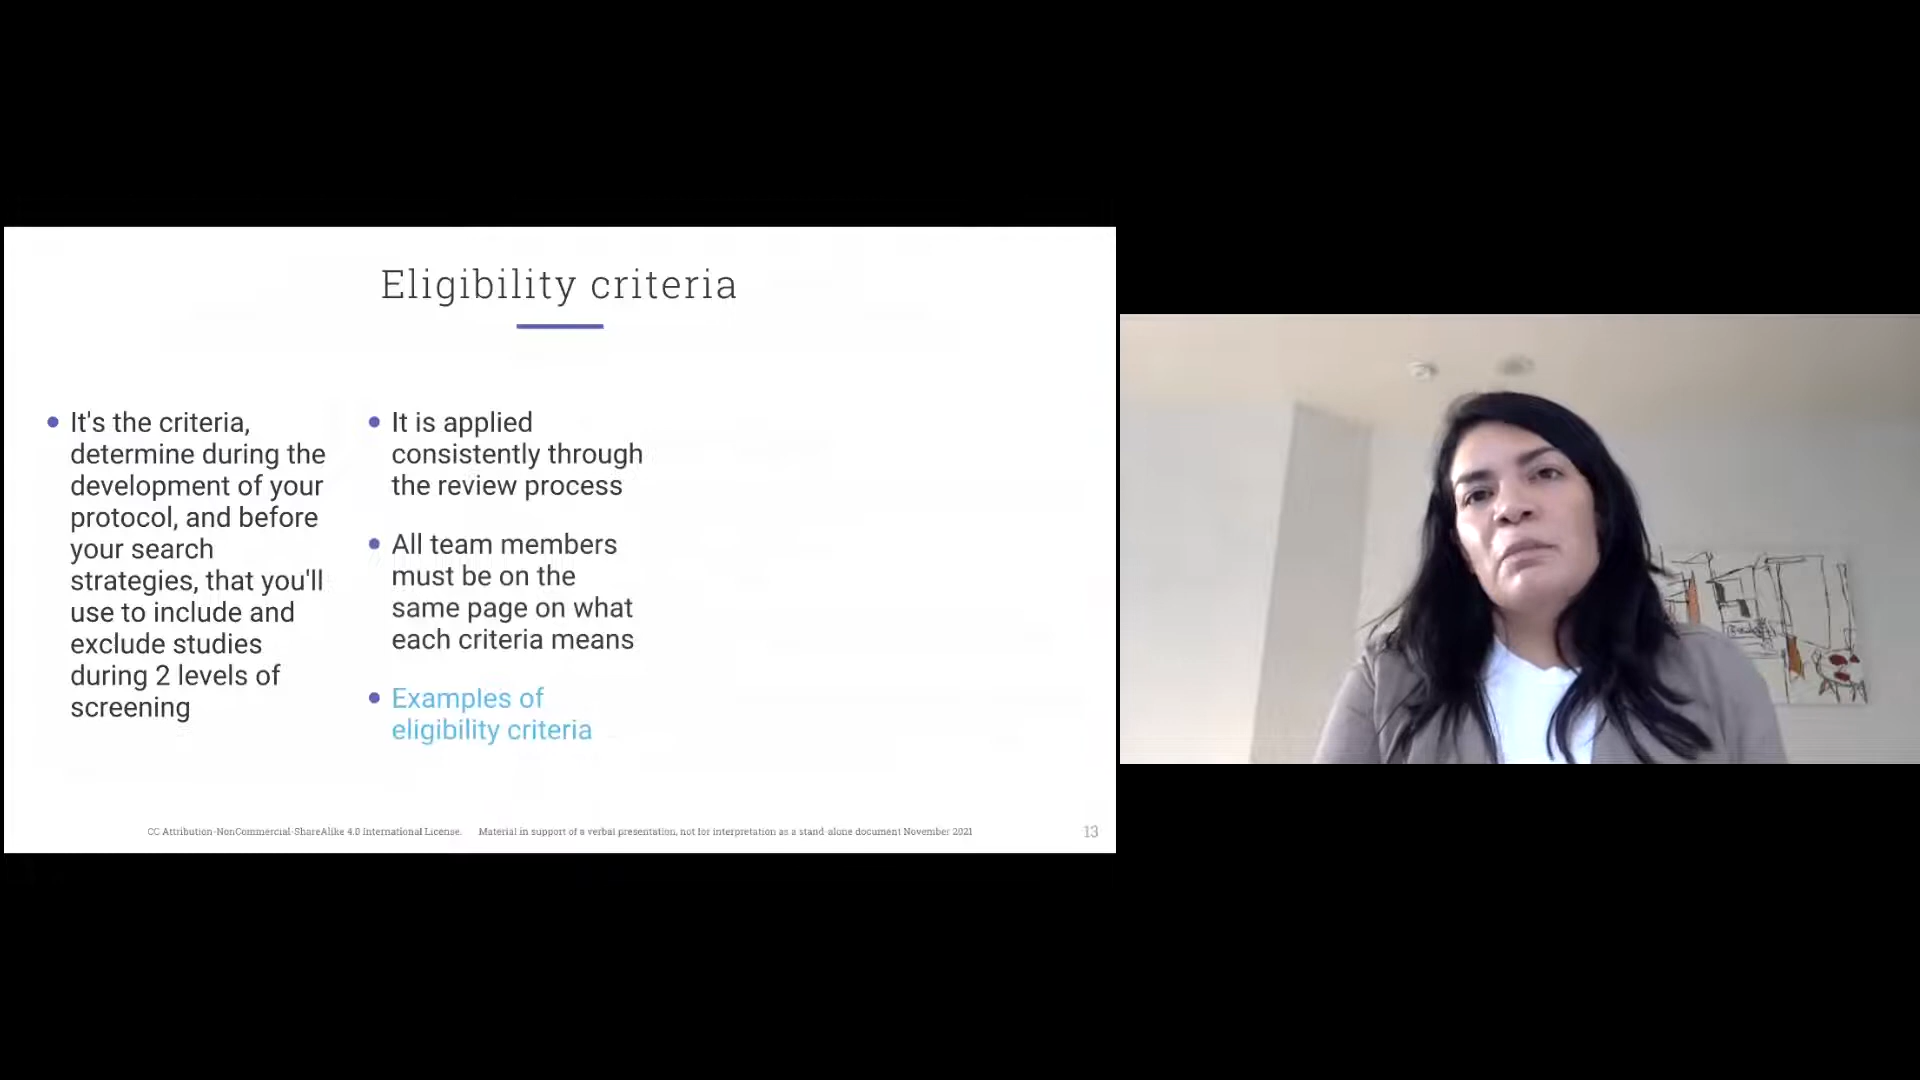 Eligibility criteria
It's the criteria,
determine during the
development of your
protocol, and before
your search
strategies, that you'll
use to include and
exclude studies
during 2 levels of
screening
It is applied
consistently through
the review process
All team members
must be on the
same page on what
each criteria means
Examples of
eligibility criteria
CC Attribution-NonCommercial-ShareAlike 4.0 International License. Material in support of a verbal presentation, not for interpretation as a stand-alone document November 2021
13